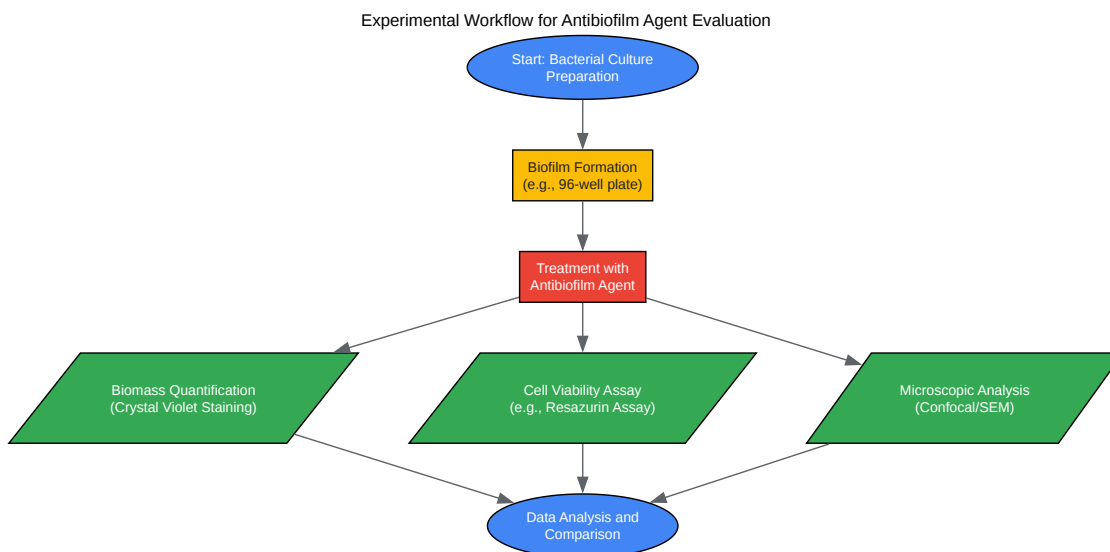 Experimental Workflow for Antibiofilm Agent Evaluation
Start: Bacterial Culture
Preparation
Biofilm Formation
(e.g., 96-well plate)
Treatment with
Antibiofilm Agent
Biomass Quantification
(Crystal Violet Staining)
Cell Viability Assay
(e.g., Resazurin Assay)
Microscopic Analysis
(Confocal/SEM)
Data Analysis and
Comparison